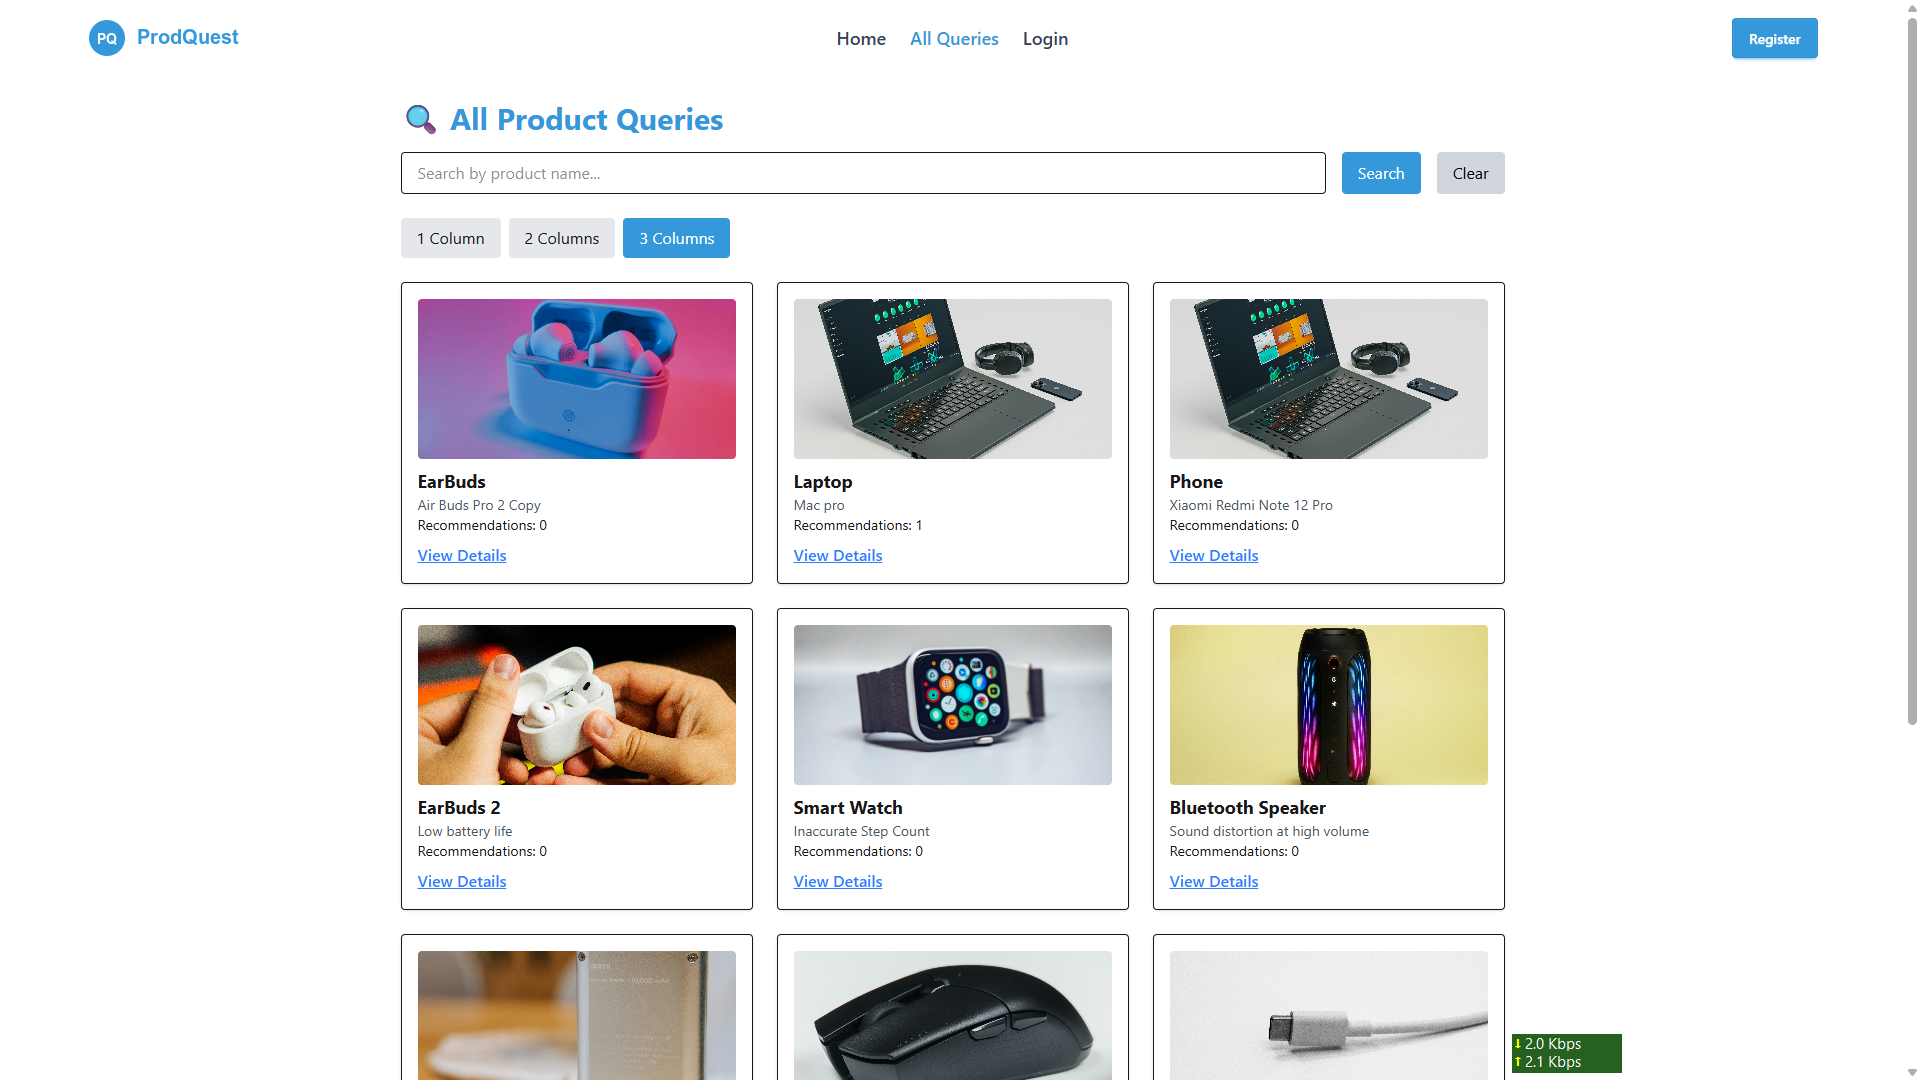 PQ ProdQuest
Home All Queries Login
Register
All Product Queries
Search by product name...
Search
Clear
1 Column
2 Columns
3 Columns
EarBuds
Air Buds Pro 2 Copy
Recommendations: 0
View Details
Laptop
Mac pro
Recommendations: 1
View Details
Phone
Xiaomi Redmi Note 12 Pro
Recommendations: 0
View Details
EarBuds 2
Low battery life
Recommendations: 0
View Details
Smart Watch
Inaccurate Step Count
Recommendations: 0
View Details
Bluetooth Speaker
Sound distortion at high volume
Recommendations: 0
View Details
↓ 2.0 Kbps
↑ 2.1 Kbps